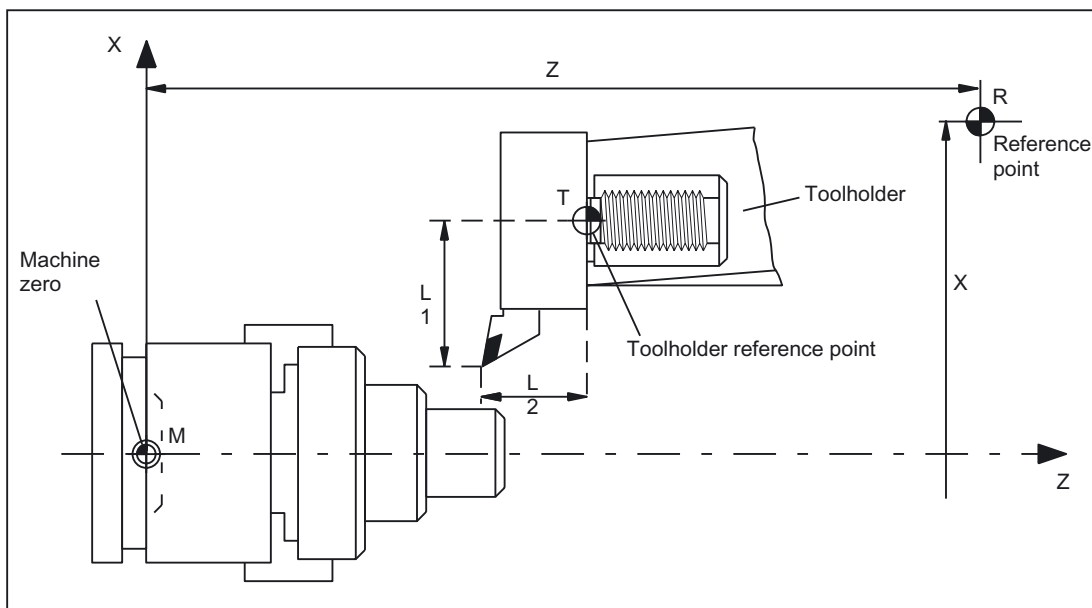 X
Z
R
Reference
point
T
Toolholder
Machine
zero
L
1
X
Toolholder reference point
L
2
M
Z